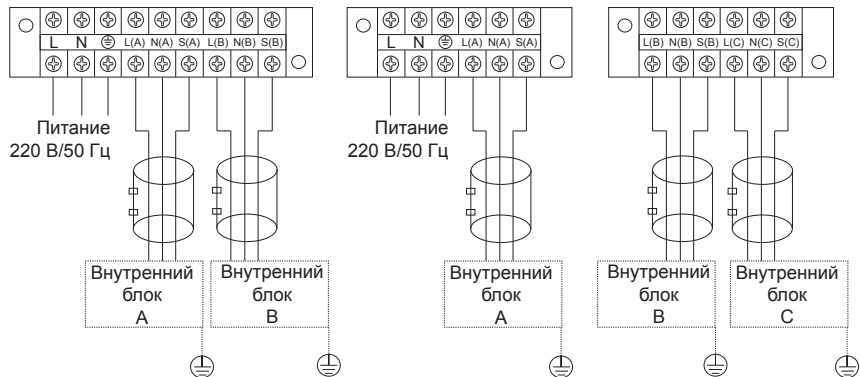 L N L(A) N(A) S(A) L(B) N(B) S(B)
L N L(A) N(A) S(A)
L(B) N(B) S(B) L(C) N(C) S(C)
Питание
220 В/50 Гц
Питание
220 В/50 Гц
Внутренний
блок
A
Внутренний
блок
B
Внутренний
блок
A
Внутренний
блок
B
Внутренний
блок
C